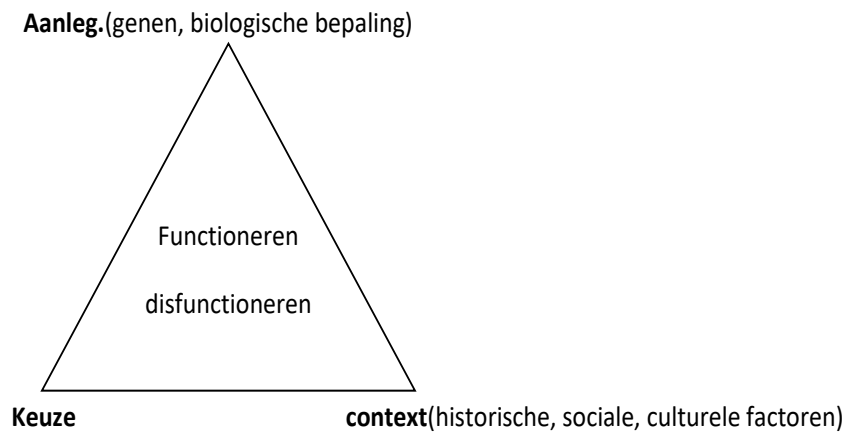 Aanleg.(genen, biologische bepaling)
Functioneren
disfunctioneren
Keuze context(historische, sociale, culturele factoren)